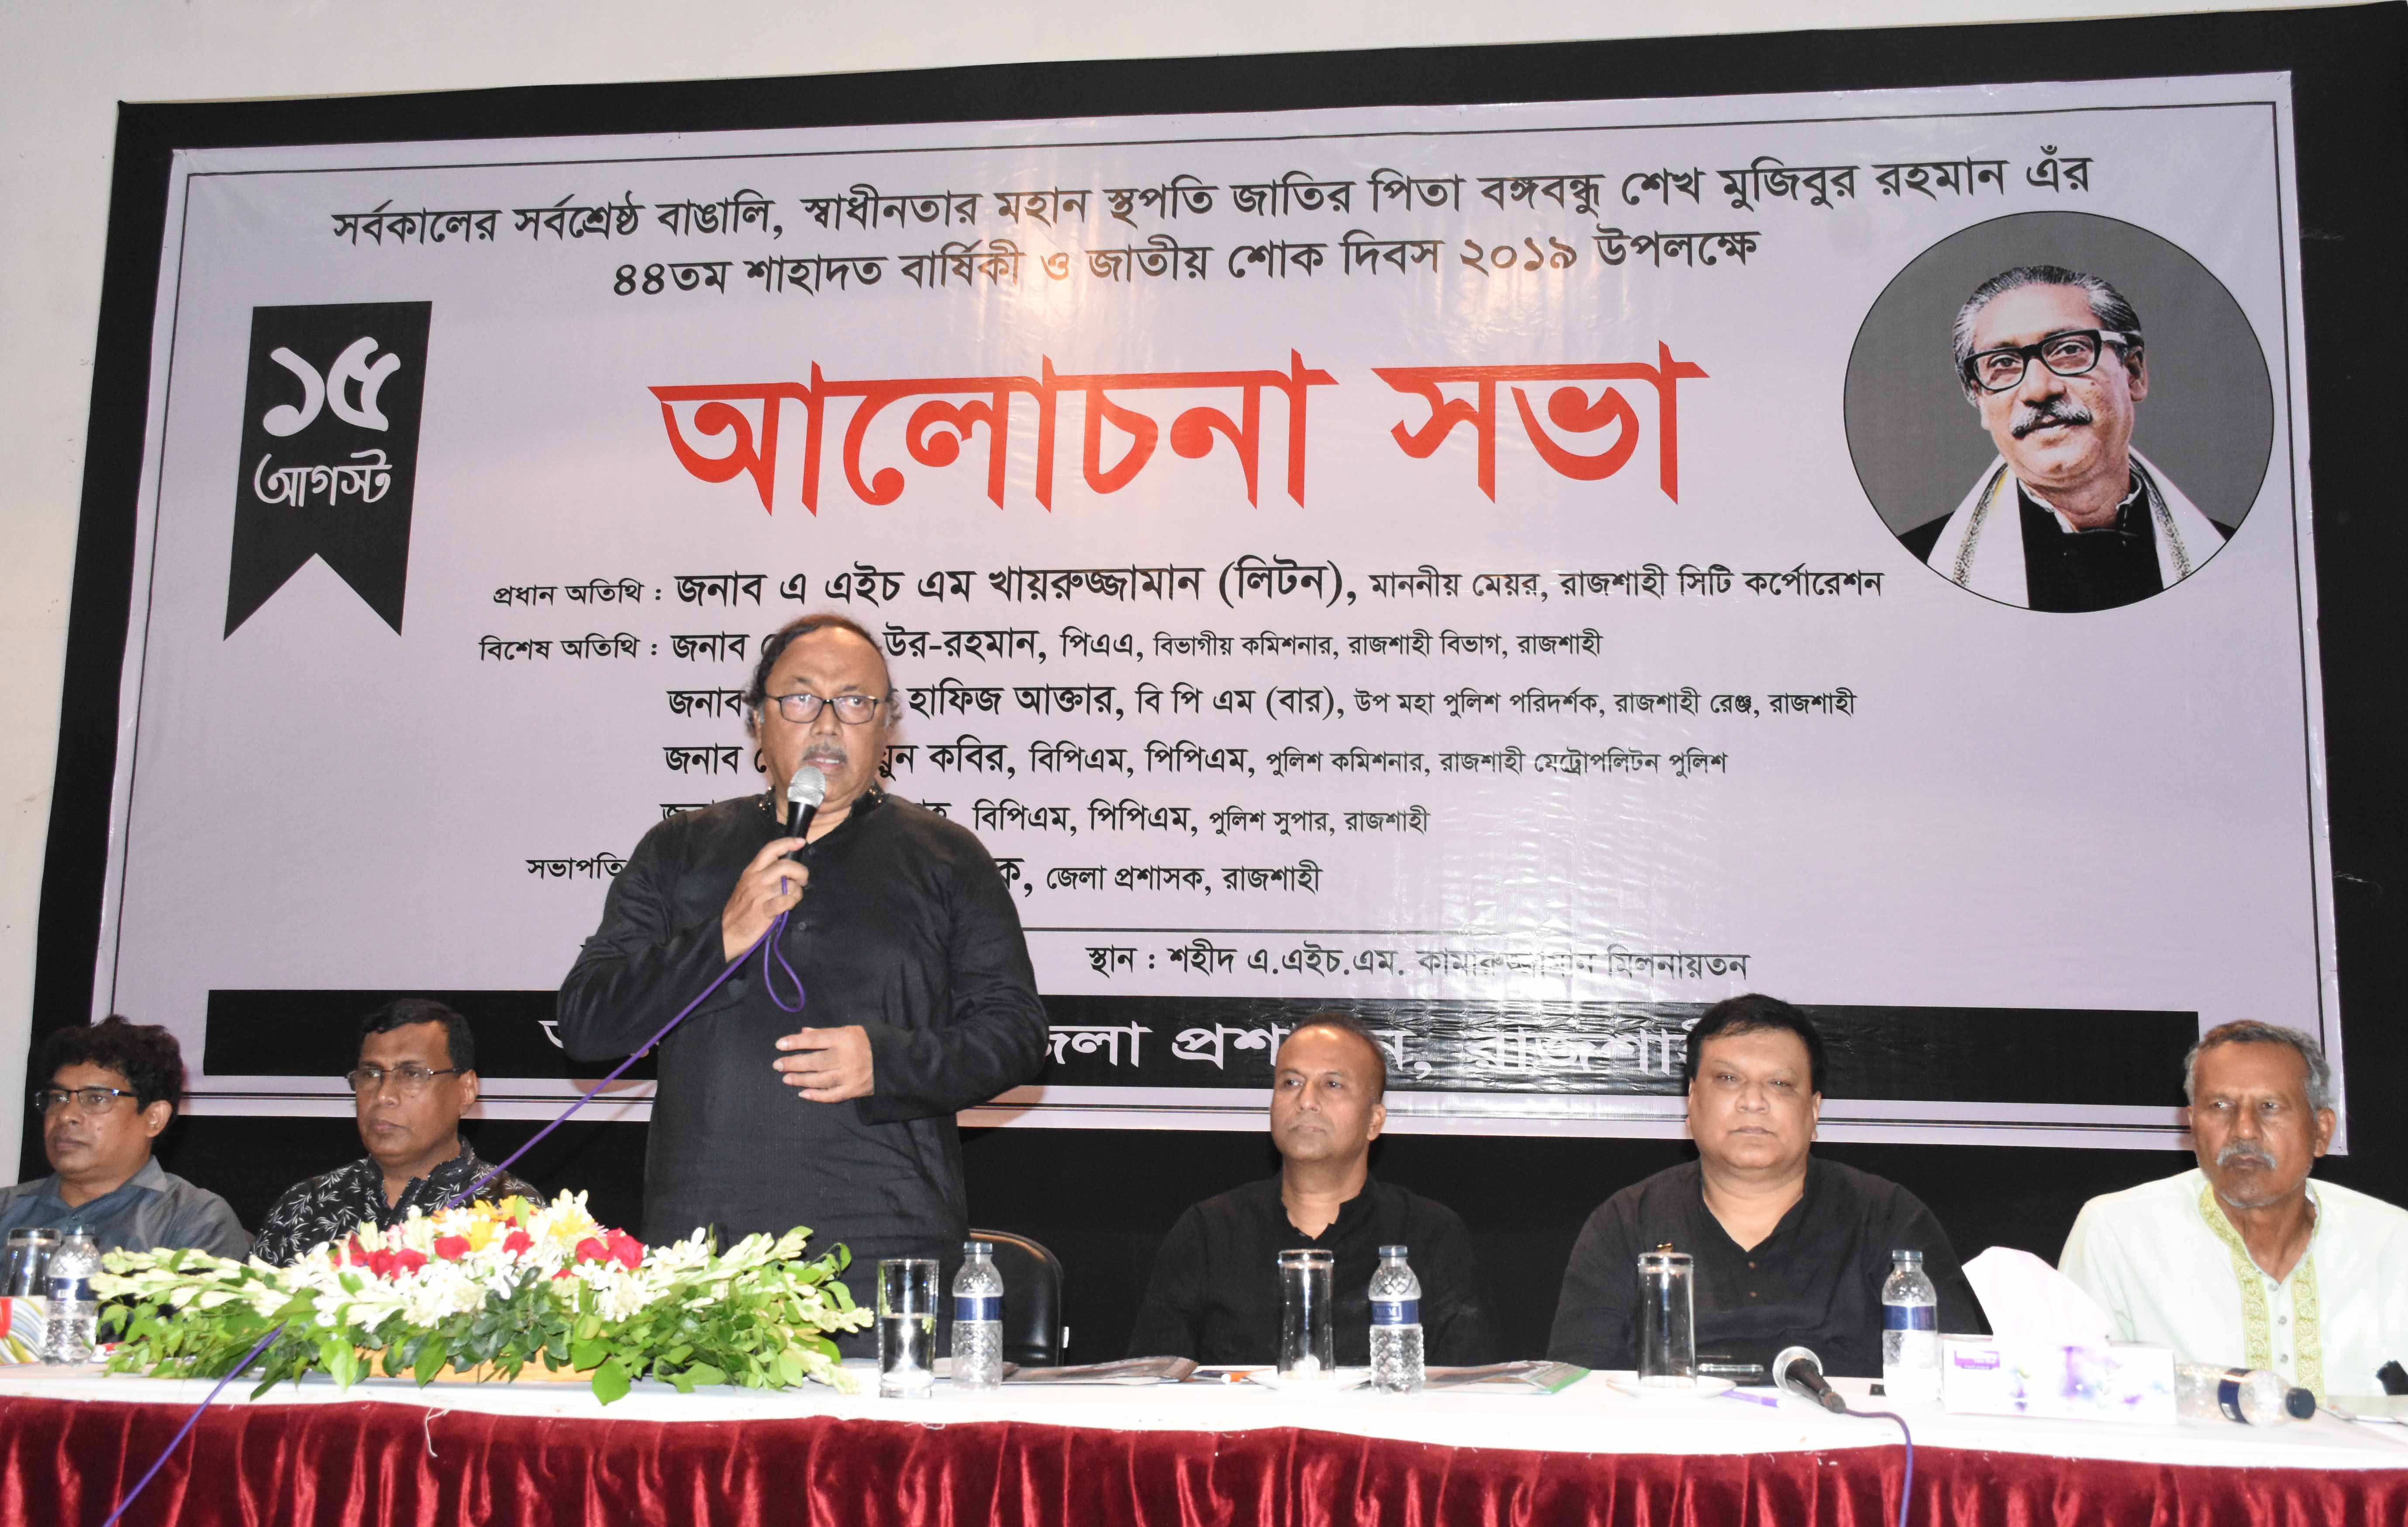 সর্বকালের সর্বশ্রেষ্ঠ বাঙালি, স্বাধীনতার মহান স্থপতি জাতির পিতা বঙ্গবন্ধু শেখ মুজিবুর রহমান এঁর
৪৪তম শাহাদত বার্ষিকী ও জাতীয় শোক দিবস ২০১৯ উপলক্ষে
১৫
আগস্ট
আলোচনা সভা
প্রধান অতিথি : জনাব এ এইচ এম খায়রুজ্জামান (লিটন), মাননীয় মেয়র, রাজশাহী সিটি কর্পোরেশন
বিশেষ অতিথি : জনাব উর-রহমান, পিএএ, বিভাগীয় কমিশনার, রাজশাহী বিভাগ, রাজশাহী
জনাব হাফিজ আক্তার, বি পি এম (বার), উপ মহা পুলিশ পরিদর্শক, রাজশাহী রেঞ্জ, রাজশাহী
জনাব কবির, বিপিএম, পিপিএম, পুলিশ কমিশনার, রাজশাহী মেট্রোপলিটন পুলিশ
বিপিএম, পিপিএম, পুলিশ সুপার, রাজশাহী
সভাপতি জেলা প্রশাসক, রাজশাহী
স্থান : শহীদ এ.এইচ.এম. কামারুজ্জামান মিলনায়তন